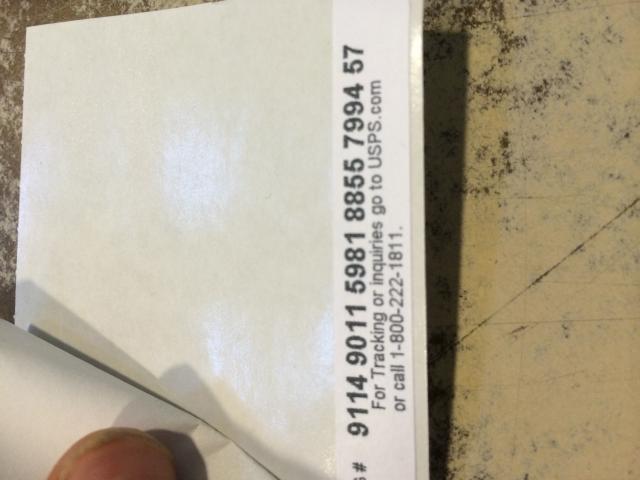 # 9114 9011 5981 8855 7994 57
For Tracking or inquiries go to USPS.com
or call 1-800-222-1811.